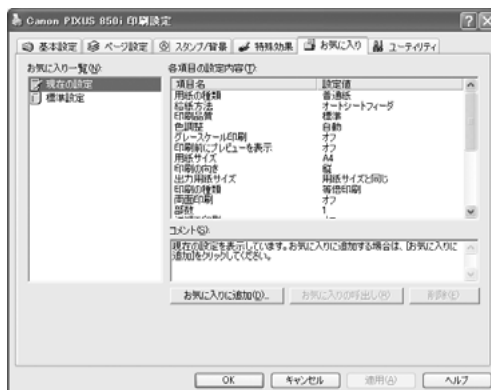 Canon PIXUS 850i 印刷設定
基本設定 ページ設定 スタンプ/背景 特殊効果 お気に入り ユーティリティ
お気に入り一覧(N):
現在の設定
標準設定
各項目の設定内容(T):
項目名 設定値
用紙の種類 普通紙
給紙方法 オートシートフィーダ
印刷品質 標準
色調整 自動
グレースケール印刷 オフ
印刷前にプレビューを表示 オフ
用紙サイズ A4
印刷の向き 縦
出力用紙サイズ 用紙サイズと同じ
印刷の種類 等倍印刷
両面印刷 オフ
部数 1
コメント(S):
現在の設定を表示しています。お気に入りに追加する場合は、[お気に入りに
追加]をクリックしてください。
お気に入りに追加(D)... お気に入りの呼出し(R) 削除(E)
OK キャンセル 適用(A) ヘルプ